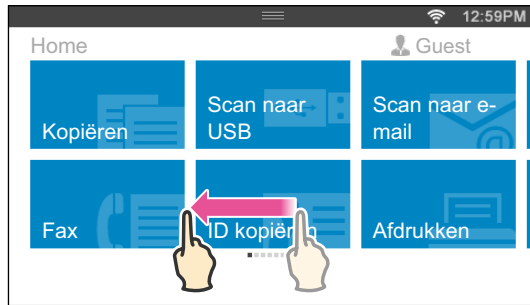 12:59PM
Home
Guest
Kopiëren
Scan naar
USB
Scan naar e-
mail
Fax
ID kopiëren
Afdrukken